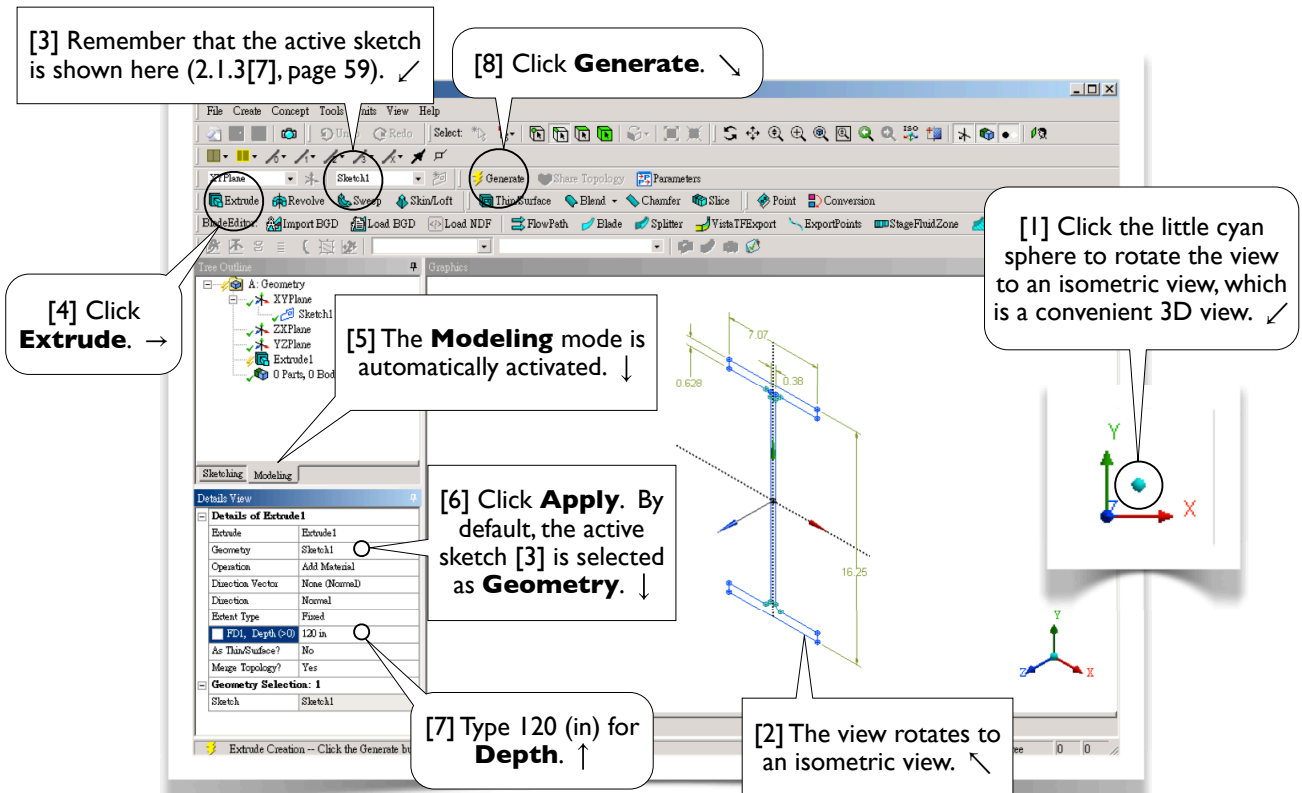 [3] Remember that the active sketch
is shown here (2.1.3[7], page 59). ↙
[8] Click Generate. ↘
File Create Concept Tools Units View Help
Undo Redo Select:
XYPlane Sketch1 Generate Share Topology Parameters
Extrude Revolve Sweep Skin/Loft Thin/Surface Blend Chamfer Slice Point Conversion
BladeEditor: Import BGD Load BGD Load NDF FlowPath Blade Splitter VistaTFExport ExportPoints StageFluidZone
[1] Click the little cyan
sphere to rotate the view
to an isometric view, which
is a convenient 3D view. ↙
Tree Outline
Graphics
A: Geometry
XYPlane
Sketch1
ZXPlane
YZPlane
Extrude1
0 Parts, 0 Bod
[4] Click
Extrude. →
[5] The Modeling mode is
automatically activated. ↓
7.07
0.628
0.38
16.25
Y
Z
X
Sketching Modeling
Details View
Details of Extrude1
Extrude Extrude1
Geometry Sketch1
Operation Add Material
Direction Vector None (Normal)
Direction Normal
Extent Type Fixed
FD1, Depth (>0) 120 in
As Thin/Surface? No
Merge Topology? Yes
Geometry Selection: 1
Sketch Sketch1
[6] Click Apply. By
default, the active
sketch [3] is selected
as Geometry. ↓
Y
Z
X
[7] Type 120 (in) for
Depth. ↑
[2] The view rotates to
an isometric view. ↖
Extrude Creation -- Click the Generate bu
ee 0 0